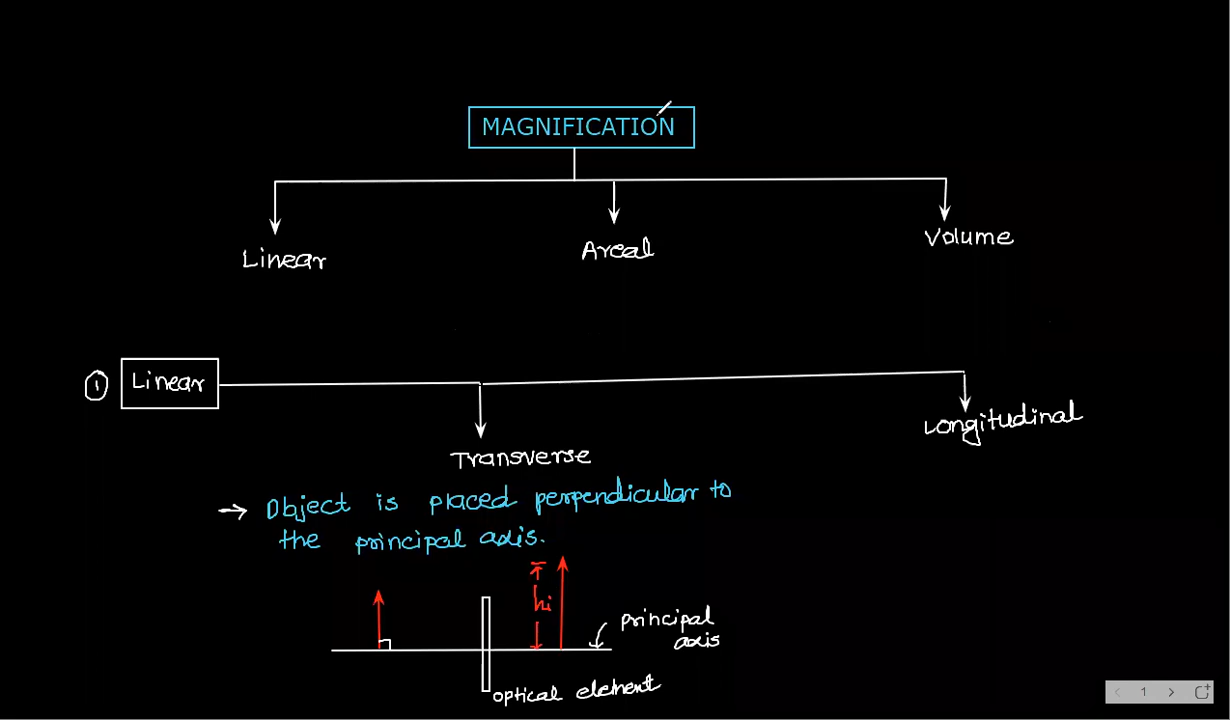 MAGNIFICATION
Linear
Areal
Volume
① Linear
Transverse
Longitudinal
→ Object is placed perpendicular to
the principal axis.
hi
principal
axis
optical element
1